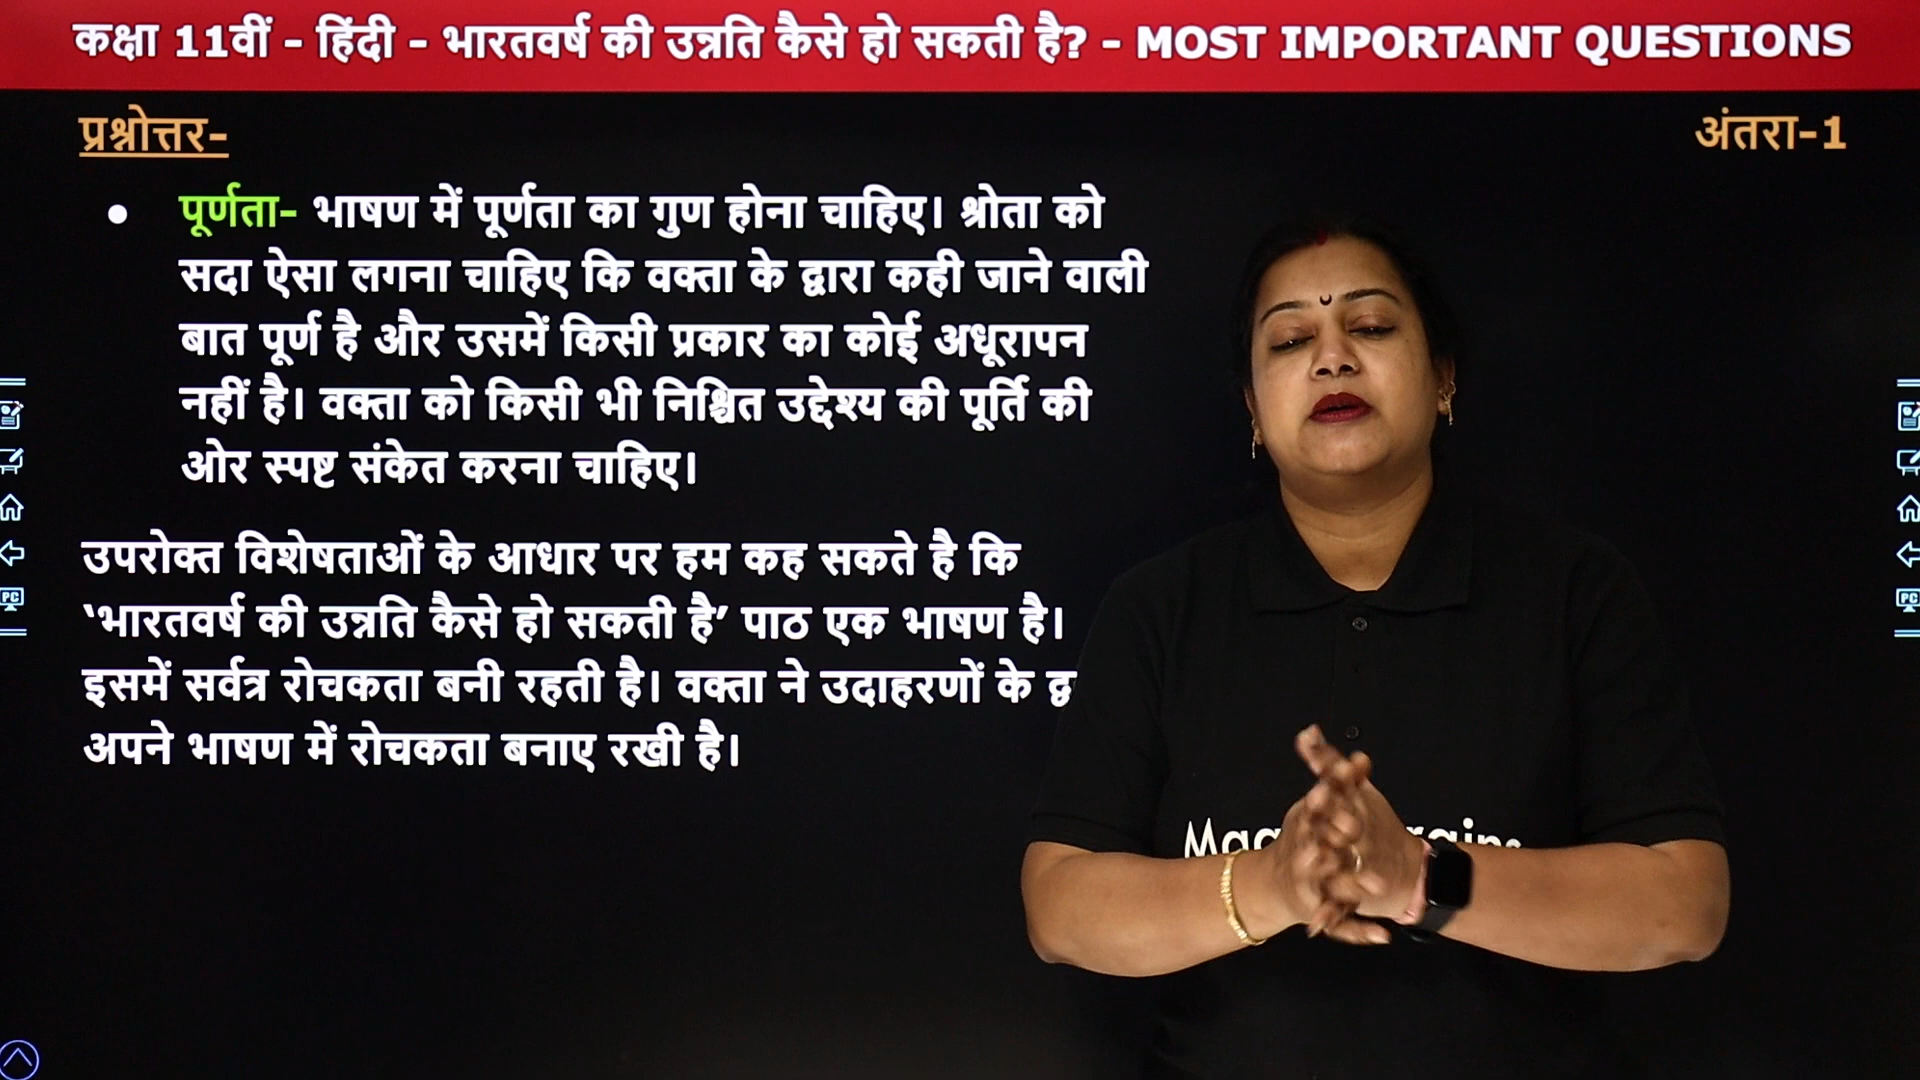 कक्षा 11वीं - हिंदी - भारतवर्ष की उन्नति कैसे हो सकती है? - MOST IMPORTANT QUESTIONS
प्रश्नोत्तर-
अंतरा-1
• पूर्णता- भाषण में पूर्णता का गुण होना चाहिए। श्रोता को
सदा ऐसा लगना चाहिए कि वक्ता के द्वारा कही जाने वाली
बात पूर्ण है और उसमें किसी प्रकार का कोई अधूरापन
नहीं है। वक्ता को किसी भी निश्चित उद्देश्य की पूर्ति की
ओर स्पष्ट संकेत करना चाहिए।
उपरोक्त विशेषताओं के आधार पर हम कह सकते है कि
‘भारतवर्ष की उन्नति कैसे हो सकती है’ पाठ एक भाषण है।
इसमें सर्वत्र रोचकता बनी रहती है। वक्ता ने उदाहरणों के
अपने भाषण में रोचकता बनाए रखी है।
PC
PC